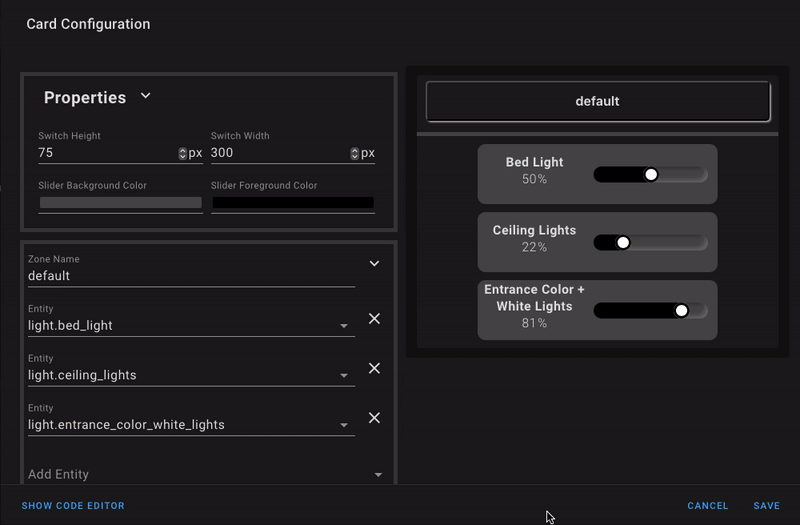 Card Configuration
Properties
Switch Height
75 px
Switch Width
300 px
Slider Background Color
Slider Foreground Color
Zone Name
default
Entity
light.bed_light
Entity
light.ceiling_lights
Entity
light.entrance_color_white_lights
Add Entity
default
Bed Light
50%
Ceiling Lights
22%
Entrance Color +
White Lights
81%
SHOW CODE EDITOR
CANCEL
SAVE